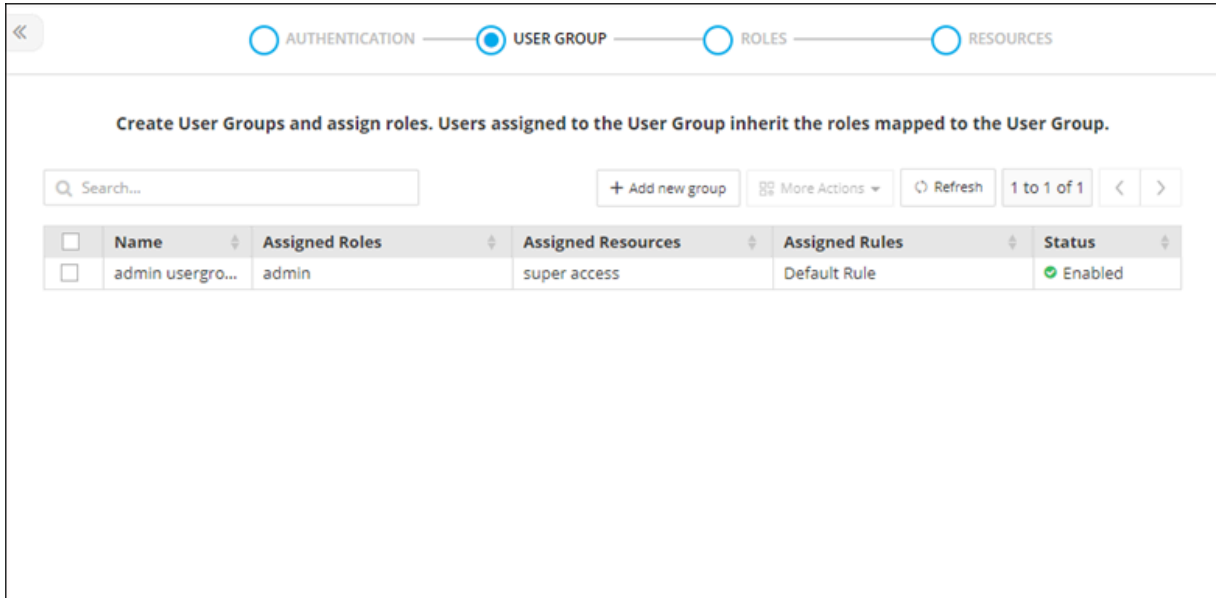 AUTHENTICATION USER GROUP ROLES RESOURCES
Create User Groups and assign roles. Users assigned to the User Group inherit the roles mapped to the User Group.
Search... + Add new group More Actions Refresh 1 to 1 of 1
Name Assigned Roles Assigned Resources Assigned Rules Status
admin usergro... admin super access Default Rule Enabled